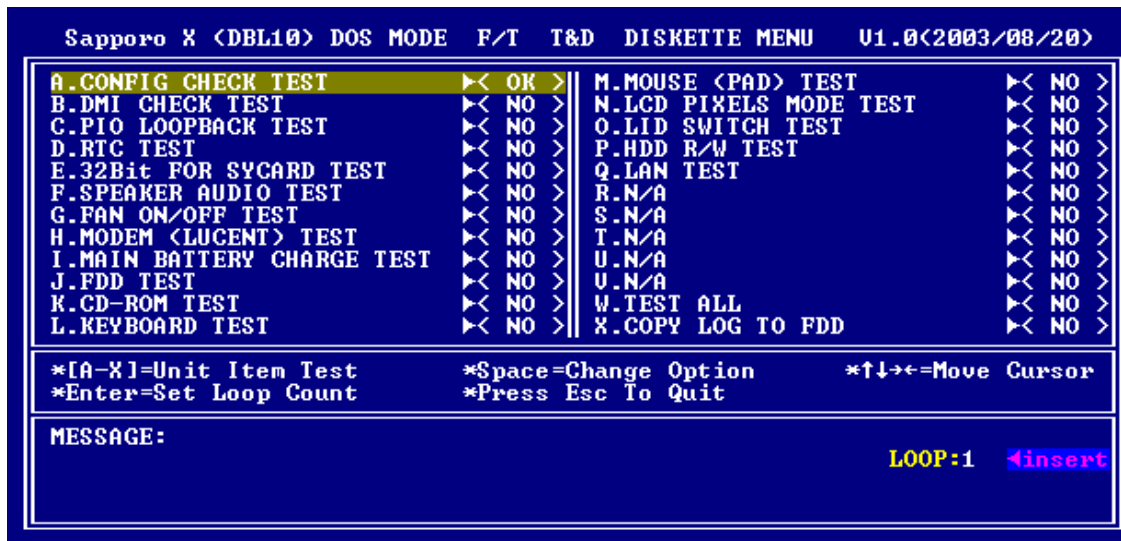 Sapporo X (DBL10) DOS MODE F/T T&D DISKETTE MENU V1.0(2003/08/20)
A.CONFIG CHECK TEST ►< OK >
B.DMI CHECK TEST ►< NO >
C.PIO LOOPBACK TEST ►< NO >
D.RTC TEST ►< NO >
E.32Bit FOR SYCARD TEST ►< NO >
F.SPEAKER AUDIO TEST ►< NO >
G.FAN ON/OFF TEST ►< NO >
H.MODEM (LUCENT) TEST ►< NO >
I.MAIN BATTERY CHARGE TEST ►< NO >
J.FDD TEST ►< NO >
K.CD-ROM TEST ►< NO >
L.KEYBOARD TEST ►< NO >
M.MOUSE (PAD) TEST ►< NO >
N.LCD PIXELS MODE TEST ►< NO >
O.LID SWITCH TEST ►< NO >
P.HDD R/W TEST ►< NO >
Q.LAN TEST ►< NO >
R.N/A ►< NO >
S.N/A ►< NO >
T.N/A ►< NO >
U.N/A ►< NO >
V.N/A ►< NO >
W.TEST ALL ►< NO >
X.COPY LOG TO FDD ►< NO >
*[A-X]=Unit Item Test *Space=Change Option *↑↓→←=Move Cursor
*Enter=Set Loop Count *Press Esc To Quit
MESSAGE:
LOOP:1 ◄insert